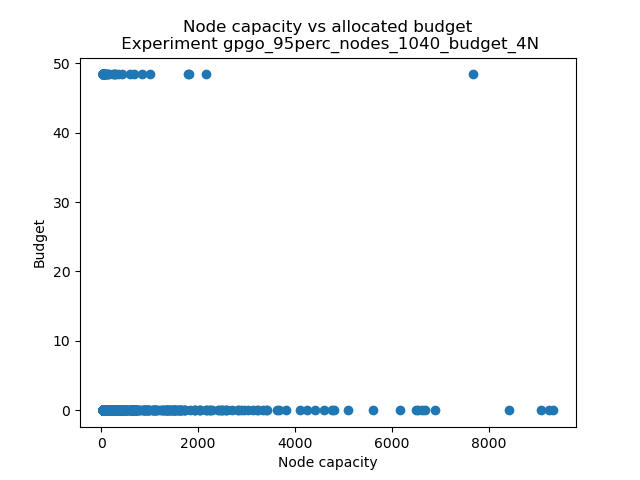 Node capacity vs allocated budget
Experiment gpgo_95perc_nodes_1040_budget_4N
50
40
30
20
10
0
Budget
0 2000 4000 6000 8000
Node capacity